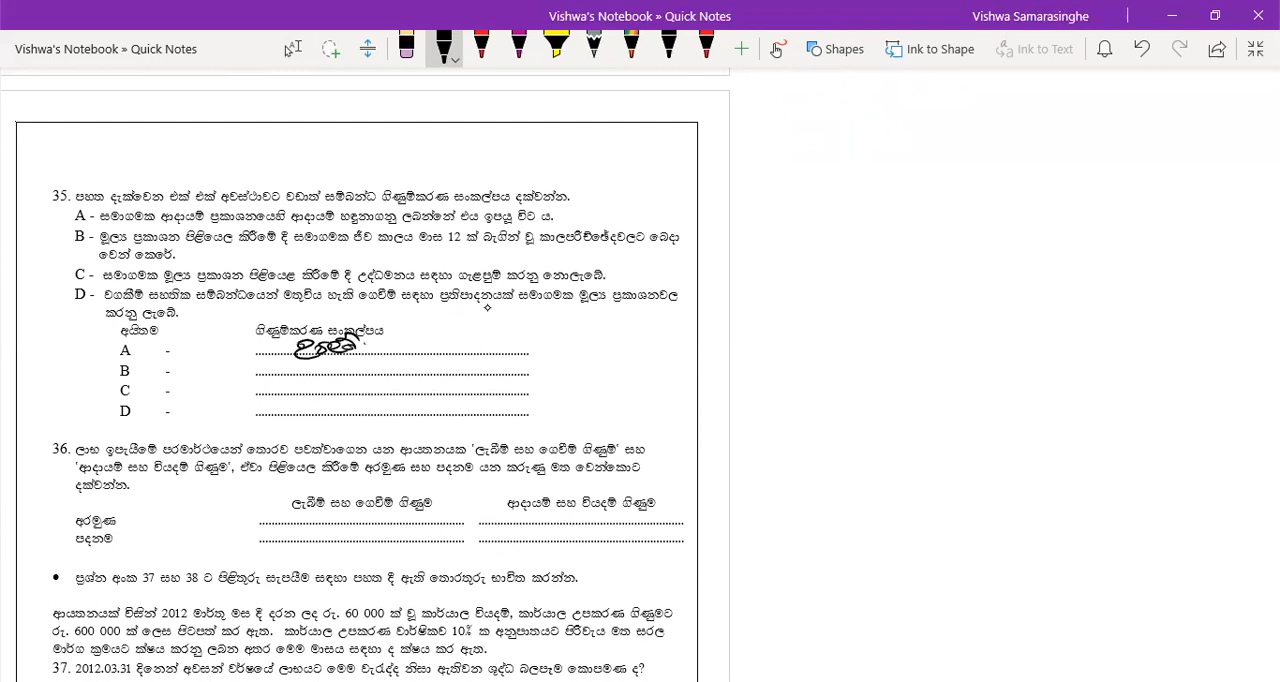 Vishwa's Notebook » Quick Notes
Vishwa Samarasinghe
Vishwa's Notebook » Quick Notes
Shapes
Ink to Shape
Ink to Text
35. පහත දැක්වෙන එක් එක් අවස්ථාවට වඩාත් සම්බන්ධ ගිණුම්කරණ සංකල්පය දක්වන්න.
A - සමාගමක ආදායම් ප්‍රකාශනයෙහි ආදායම් හඳුනාගනු ලබන්නේ එය ඉපයූ විට ය.
B - මූල්‍ය ප්‍රකාශන පිළියෙල කිරීමේ දී සමාගමක ජීව කාලය මාස 12 ක් බැගින් වූ කාලපරිච්ඡේදවලට බෙදා
වෙන් කෙරේ.
C - සමාගමක මූල්‍ය ප්‍රකාශන පිළියෙළ කිරීමේ දී උද්ධමනය සඳහා ගැළපුම් කරනු නොලැබේ.
D - වගකීම් සහතික සම්බන්ධයෙන් මතුවිය හැකි ගෙවීම් සඳහා ප්‍රතිපාදනයක් සමාගමක මූල්‍ය ප්‍රකාශනවල
කරනු ලැබේ.
අයිතම ගිණුම්කරණ සංකල්පය
A - ....................
B - ....................
C - ....................
D - ....................
36. ලාභ ඉපැයීමේ පරමාර්ථයෙන් තොරව පවත්වාගෙන යන ආයතනයක 'ලැබීම් සහ ගෙවීම් ගිණුම්' සහ
'ආදායම් සහ වියදම් ගිණුම', ඒවා පිළියෙල කිරීමේ අරමුණ සහ පදනම යන කරුණු මත වෙන්කොට
දක්වන්න.
ලැබීම් සහ ගෙවීම් ගිණුම ආදායම් සහ වියදම් ගිණුම
අරමුණ .................... ....................
පදනම .................... ....................
• ප්‍රශ්න අංක 37 සහ 38 ට පිළිතුරු සැපයීම සඳහා පහත දී ඇති තොරතුරු භාවිත කරන්න.
ආයතනයක් විසින් 2012 මාර්තු මස දී දරන ලද රු. 60 000 ක් වූ කාර්යාල වියදම්, කාර්යාල උපකරණ ගිණුමට
රු. 600 000 ක් ලෙස පිටපත් කර ඇත. කාර්යාල උපකරණ වාර්ෂිකව 10% ක අනුපාතයට පිරිවැය මත සරල
මාර්ග ක්‍රමයට ක්ෂය කරනු ලබන අතර මෙම මාසය සඳහා ද ක්ෂය කර ඇත.
37. 2012.03.31 දිනෙන් අවසන් වර්ෂයේ ලාභයට මෙම වැරැද්ද නිසා ඇතිවන ශුද්ධ බලපෑම කොපමණ ද?